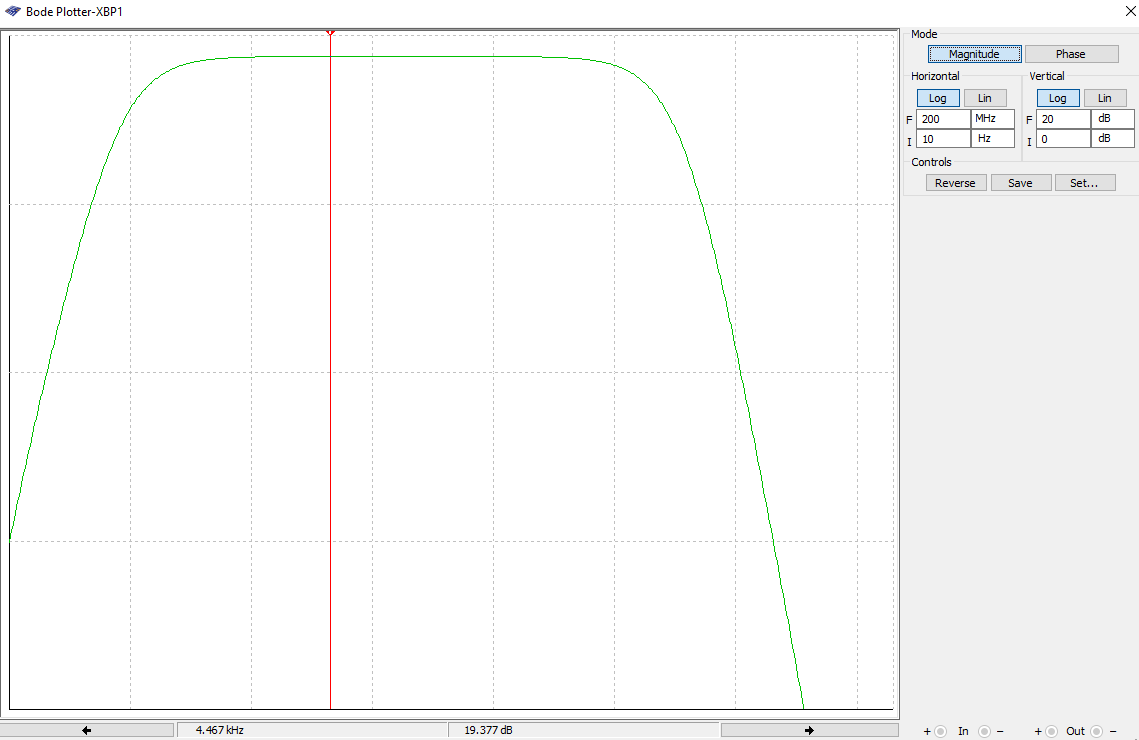 Bode Plotter-XBP1
Mode
Magnitude Phase
Horizontal Vertical
Log Lin Log Lin
F 200 MHz F 20 dB
I 10 Hz I 0 dB
Controls
Reverse Save Set...
4.467 kHz 19.377 dB
+ In − + Out −